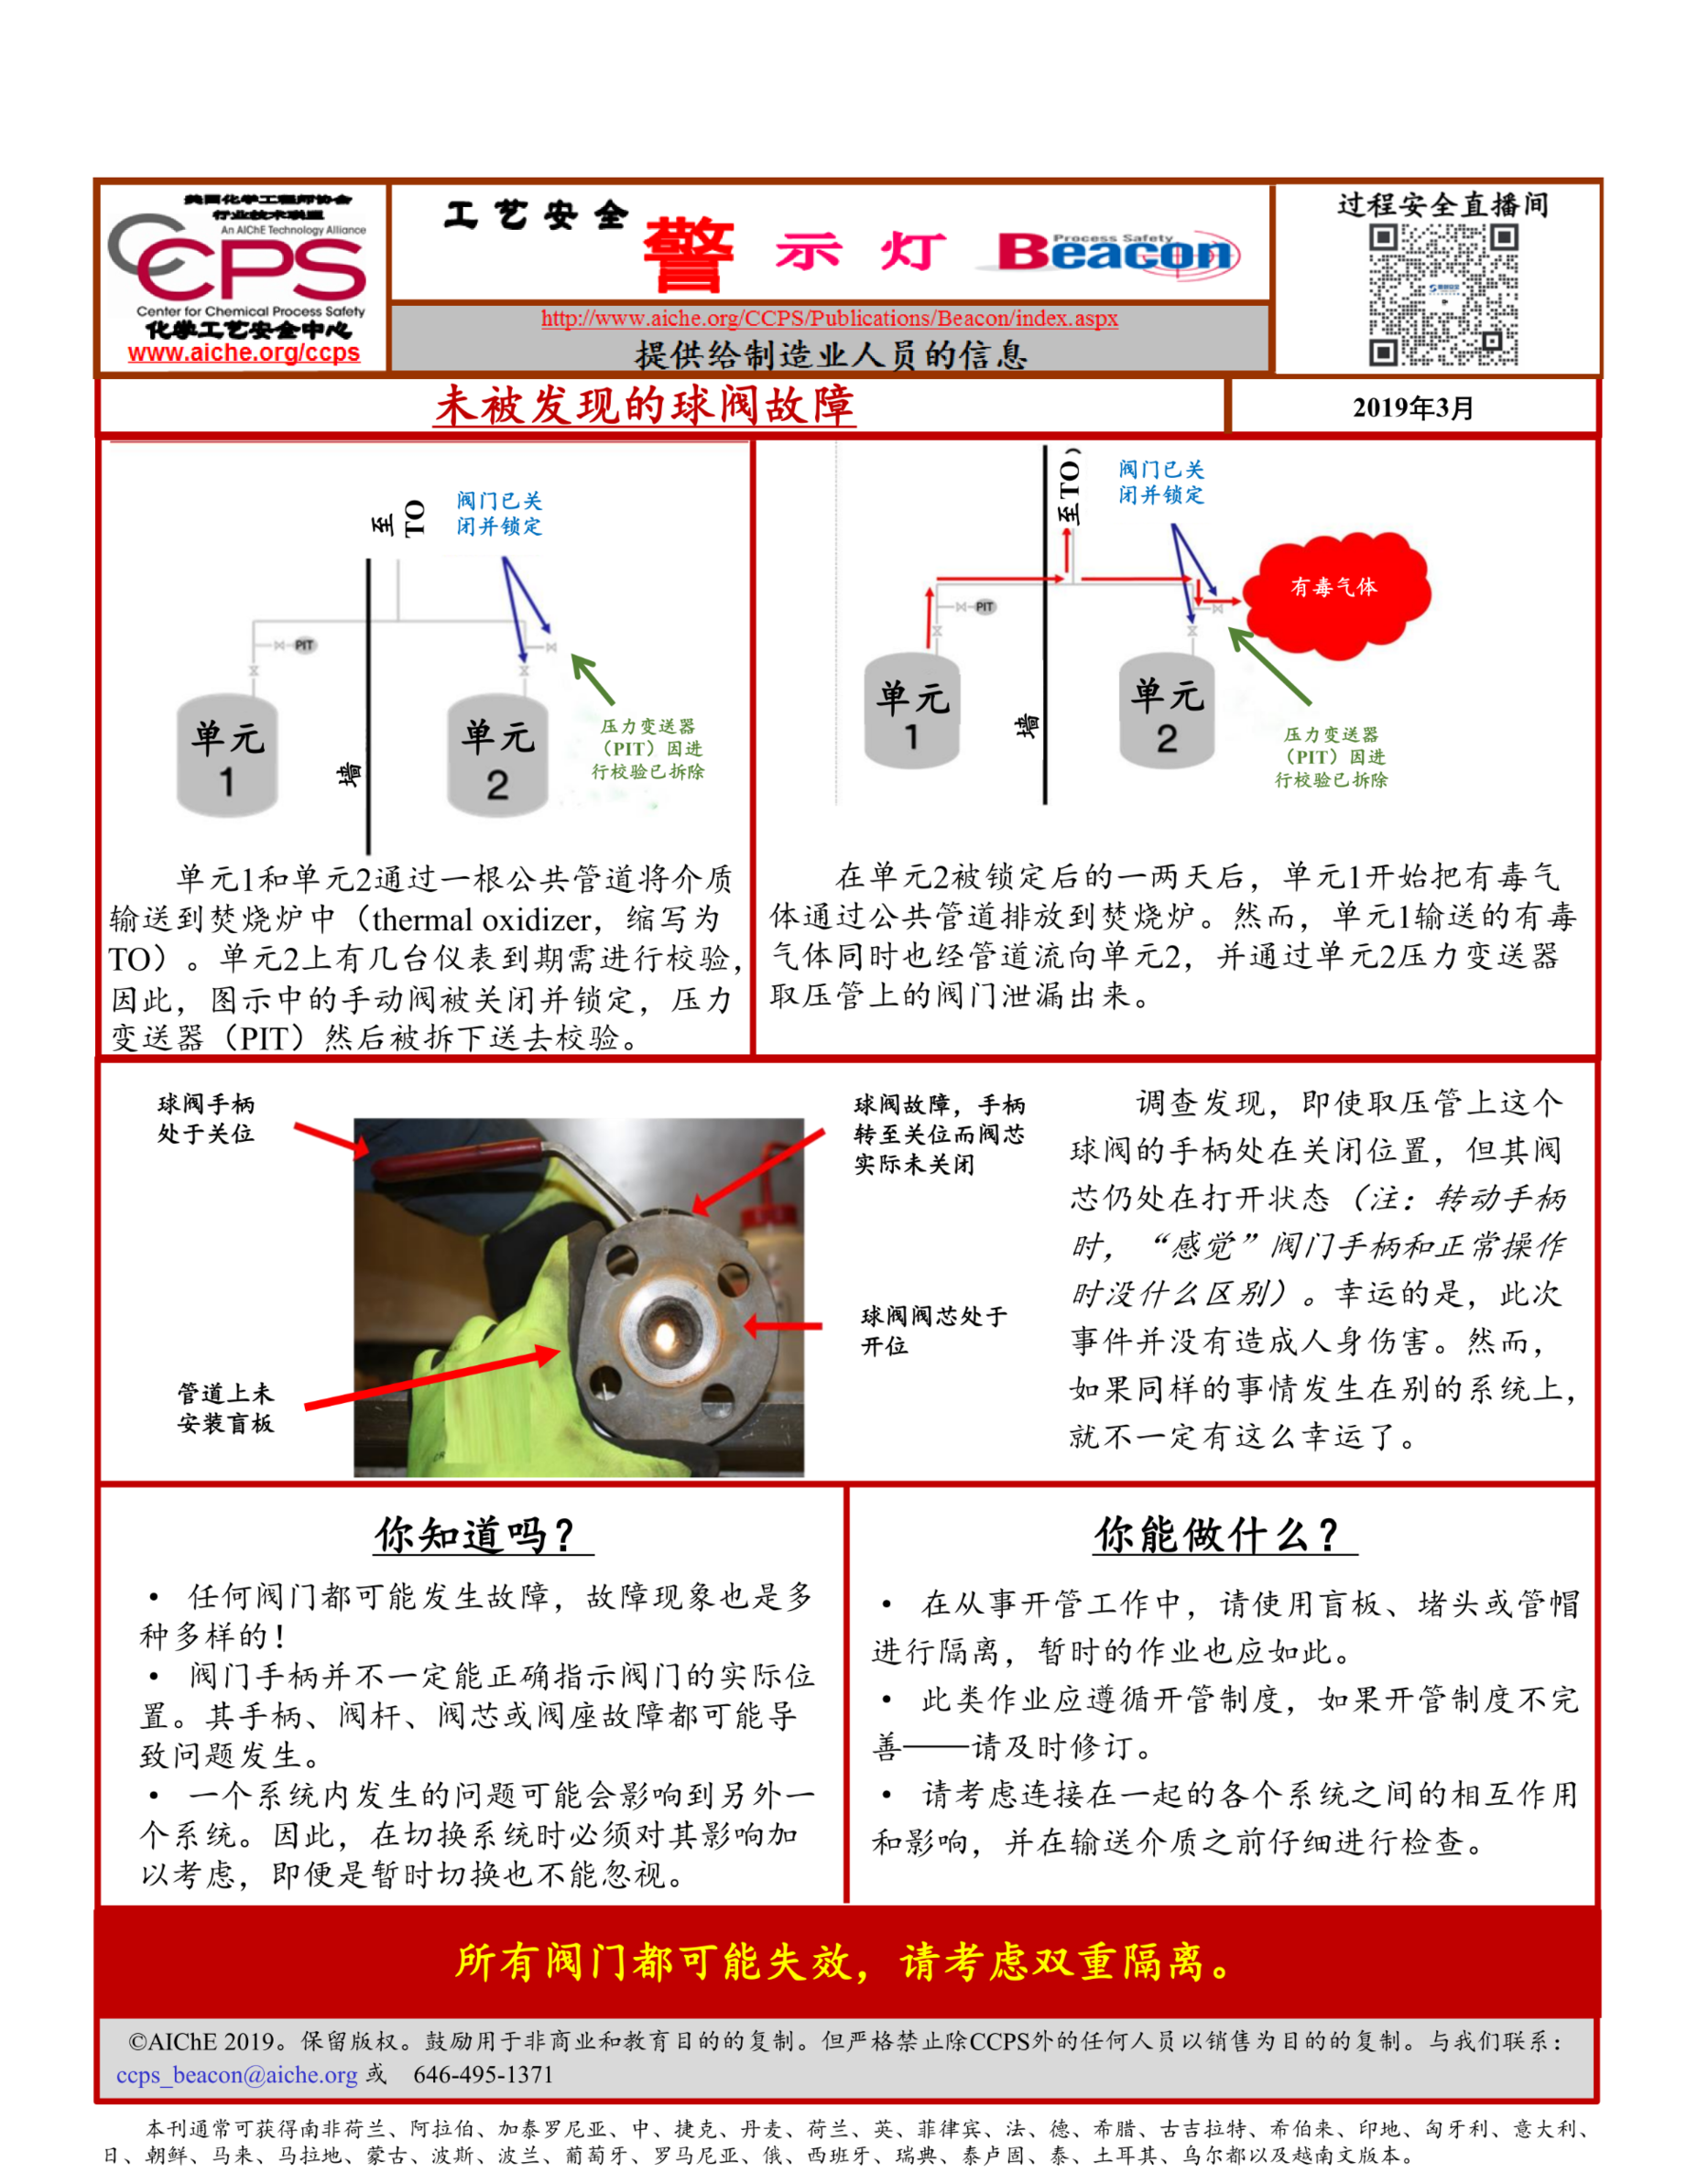 美国化学工程师协会
行业技术联盟
An AIChE Technology Alliance
CCPS
Center for Chemical Process Safety
化学工艺安全中心
www.aiche.org/ccps
工艺安全
警示灯
Process Safety
Beacon
http://www.aiche.org/CCPS/Publications/Beacon/index.aspx
提供给制造业人员的信息
过程安全直播间
未被发现的球阀故障
2019年3月
至
TO
阀门已关
闭并锁定
PIT
单元
1
墙
单元
2
压力变送器
（PIT）因进
行校验已拆除
单元1和单元2通过一根公共管道将介质
输送到焚烧炉中（thermal oxidizer，缩写为
TO）。单元2上有几台仪表到期需进行校验，
因此，图示中的手动阀被关闭并锁定，压力
变送器（PIT）然后被拆下送去校验。
至TO）
阀门已关
闭并锁定
有毒气体
PIT
单元
1
墙
单元
2
压力变送器
（PIT）因进
行校验已拆除
在单元2被锁定后的一两天后，单元1开始把有毒气
体通过公共管道排放到焚烧炉。然而，单元1输送的有毒
气体同时也经管道流向单元2，并通过单元2压力变送器
取压管上的阀门泄漏出来。
球阀手柄
处于关位
球阀故障，手柄
转至关位而阀芯
实际未关闭
球阀阀芯处于
开位
管道上未
安装盲板
调查发现，即使取压管上这个
球阀的手柄处在关闭位置，但其阀
芯仍处在打开状态（注：转动手柄
时，“感觉”阀门手柄和正常操作
时没什么区别）。幸运的是，此次
事件并没有造成人身伤害。然而，
如果同样的事情发生在别的系统上，
就不一定有这么幸运了。
你知道吗？
• 任何阀门都可能发生故障，故障现象也是多
种多样的！
• 阀门手柄并不一定能正确指示阀门的实际位
置。其手柄、阀杆、阀芯或阀座故障都可能导
致问题发生。
• 一个系统内发生的问题可能会影响到另外一
个系统。因此，在切换系统时必须对其影响加
以考虑，即便是暂时切换也不能忽视。
你能做什么？
• 在从事开管工作中，请使用盲板、堵头或管帽
进行隔离，暂时的作业也应如此。
• 此类作业应遵循开管制度，如果开管制度不完
善——请及时修订。
• 请考虑连接在一起的各个系统之间的相互作用
和影响，并在输送介质之前仔细进行检查。
所有阀门都可能失效，请考虑双重隔离。
©AIChE 2019。保留版权。鼓励用于非商业和教育目的的复制。但严格禁止除CCPS外的任何人员以销售为目的的复制。与我们联系：
ccps_beacon@aiche.org 或 646-495-1371
本刊通常可获得南非荷兰、阿拉伯、加泰罗尼亚、中、捷克、丹麦、荷兰、英、菲律宾、法、德、希腊、古吉拉特、希伯来、印地、匈牙利、意大利、
日、朝鲜、马来、马拉地、蒙古、波斯、波兰、葡萄牙、罗马尼亚、俄、西班牙、瑞典、泰卢固、泰、土耳其、乌尔都以及越南文版本。